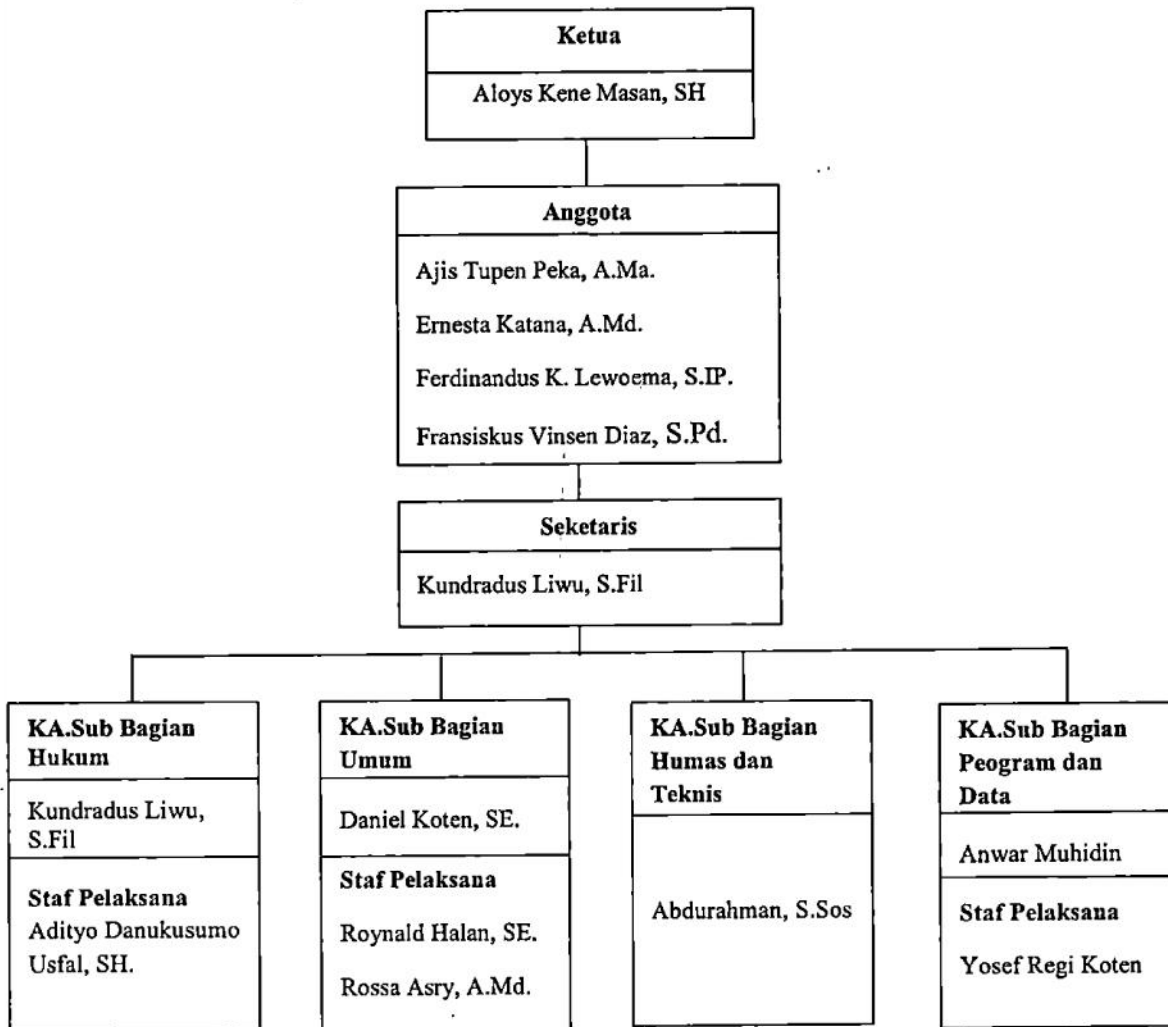 Ketua
Aloys Kene Masan, SH
Anggota
Ajis Tupen Peka, A.Ma.
Ernesta Katana, A.Md.
Ferdinandus K. Lewoema, S.IP.
Fransiskus Vinsen Diaz, S.Pd.
Seketaris
Kundradus Liwu, S.Fil
KA.Sub Bagian
Hukum
Kundradus Liwu,
S.Fil
Staf Pelaksana
Adityo Danukusumo
Usfal, SH.
KA.Sub Bagian
Umum
Daniel Koten, SE.
Staf Pelaksana
Roynald Halan, SE.
Rossa Asry, A.Md.
KA.Sub Bagian
Humas dan
Teknis
Abdurahman, S.Sos
KA.Sub Bagian
Peogram dan
Data
Anwar Muhidin
Staf Pelaksana
Yosef Regi Koten